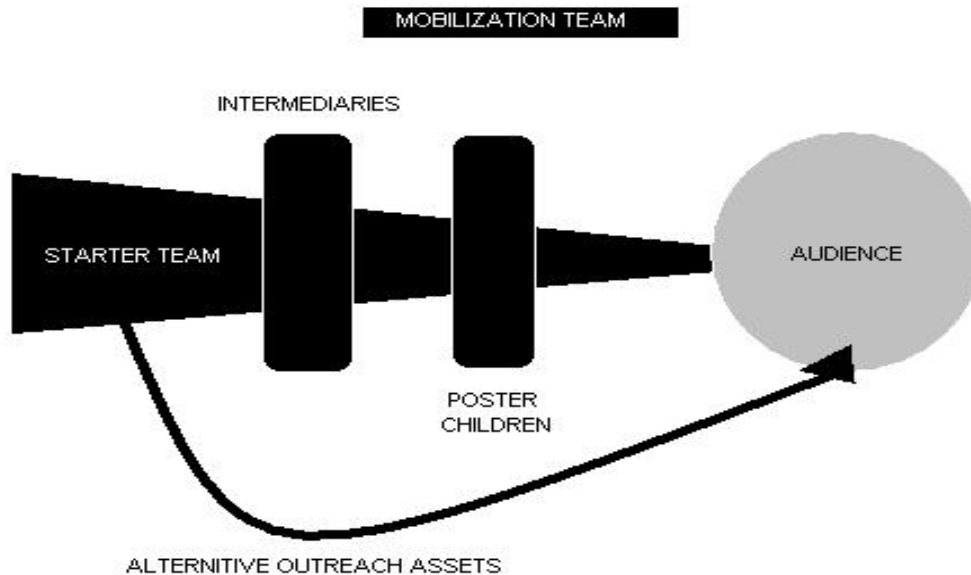 MOBILIZATION TEAM
INTERMEDIARIES
STARTER TEAM
AUDIENCE
POSTER
CHILDREN
ALTERNITIVE OUTREACH ASSETS